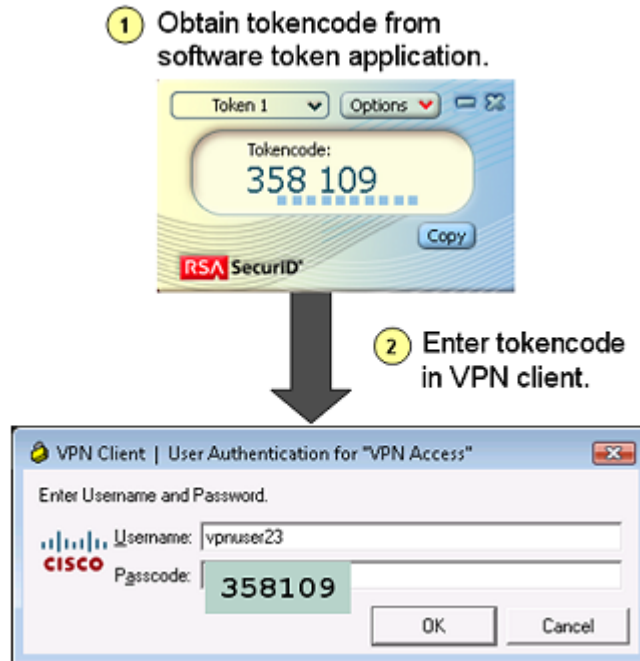 1 Obtain tokencode from
software token application.
Token 1 Options
Tokencode:
358 109
Copy
RSA SecurID®
2 Enter tokencode
in VPN client.
VPN Client | User Authentication for "VPN Access"
Enter Username and Password.
CISCO
Username: vpnuser23
Passcode: 358109
OK Cancel